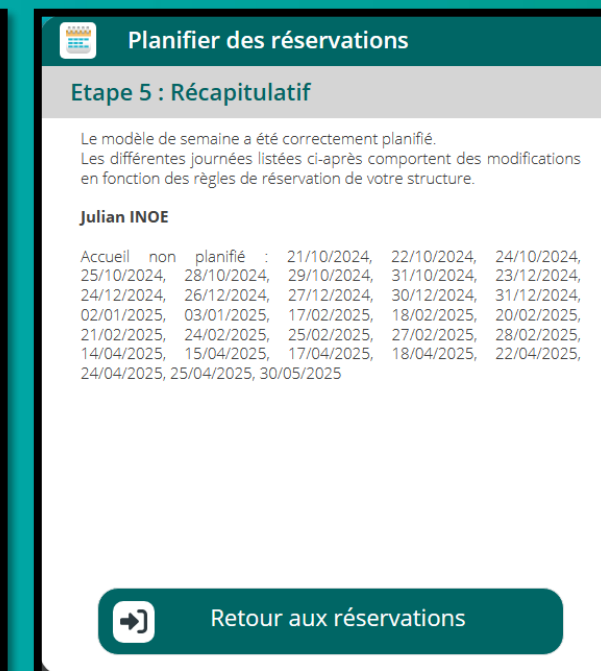 Planifier des réservations
Etape 5 : Récapitulatif
Le modèle de semaine a été correctement planifié.
Les différentes journées listées ci-après comportent des modifications
en fonction des règles de réservation de votre structure.
Julian INOE
Accueil non planifié : 21/10/2024, 22/10/2024, 24/10/2024,
25/10/2024, 28/10/2024, 29/10/2024, 31/10/2024, 23/12/2024,
24/12/2024, 26/12/2024, 27/12/2024, 30/12/2024, 31/12/2024,
02/01/2025, 03/01/2025, 17/02/2025, 18/02/2025, 20/02/2025,
21/02/2025, 24/02/2025, 25/02/2025, 27/02/2025, 28/02/2025,
14/04/2025, 15/04/2025, 17/04/2025, 18/04/2025, 22/04/2025,
24/04/2025, 25/04/2025, 30/05/2025
Retour aux réservations